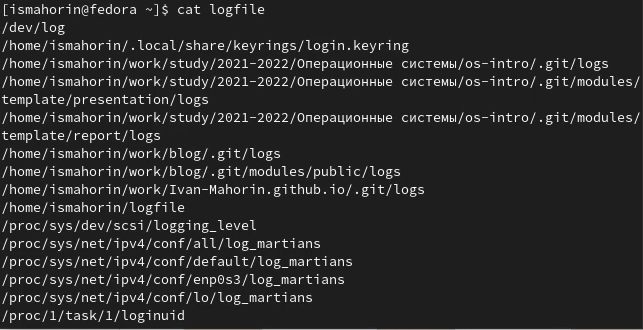 [ismahorin@fedora ~]$ cat logfile
/dev/log
/home/ismahorin/.local/share/keyrings/login.keyring
/home/ismahorin/work/study/2021-2022/Операционные системы/os-intro/.git/logs
/home/ismahorin/work/study/2021-2022/Операционные системы/os-intro/.git/modules/
template/presentation/logs
/home/ismahorin/work/study/2021-2022/Операционные системы/os-intro/.git/modules/
template/report/logs
/home/ismahorin/work/blog/.git/logs
/home/ismahorin/work/blog/.git/modules/public/logs
/home/ismahorin/work/Ivan-Mahorin.github.io/.git/logs
/home/ismahorin/logfile
/proc/sys/dev/scsi/logging_level
/proc/sys/net/ipv4/conf/all/log_martians
/proc/sys/net/ipv4/conf/default/log_martians
/proc/sys/net/ipv4/conf/enp0s3/log_martians
/proc/sys/net/ipv4/conf/lo/log_martians
/proc/1/task/1/loginuid